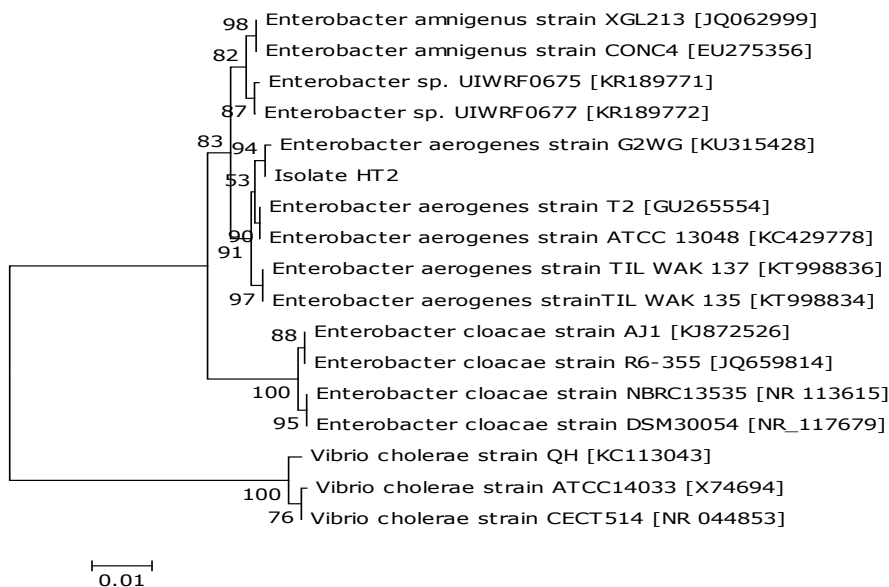 98
Enterobacter amnigenus strain XGL213 [JQ062999]
Enterobacter amnigenus strain CONC4 [EU275356]
82
Enterobacter sp. UIWRF0675 [KR189771]
87
Enterobacter sp. UIWRF0677 [KR189772]
83
94
Enterobacter aerogenes strain G2WG [KU315428]
Isolate HT2
53
Enterobacter aerogenes strain T2 [GU265554]
90
Enterobacter aerogenes strain ATCC 13048 [KC429778]
91
Enterobacter aerogenes strain TIL WAK 137 [KT998836]
97
Enterobacter aerogenes strainTIL WAK 135 [KT998834]
88
Enterobacter cloacae strain AJ1 [KJ872526]
Enterobacter cloacae strain R6-355 [JQ659814]
100
Enterobacter cloacae strain NBRC13535 [NR 113615]
95
Enterobacter cloacae strain DSM30054 [NR_117679]
Vibrio cholerae strain QH [KC113043]
100
Vibrio cholerae strain ATCC14033 [X74694]
76
Vibrio cholerae strain CECT514 [NR 044853]
0.01